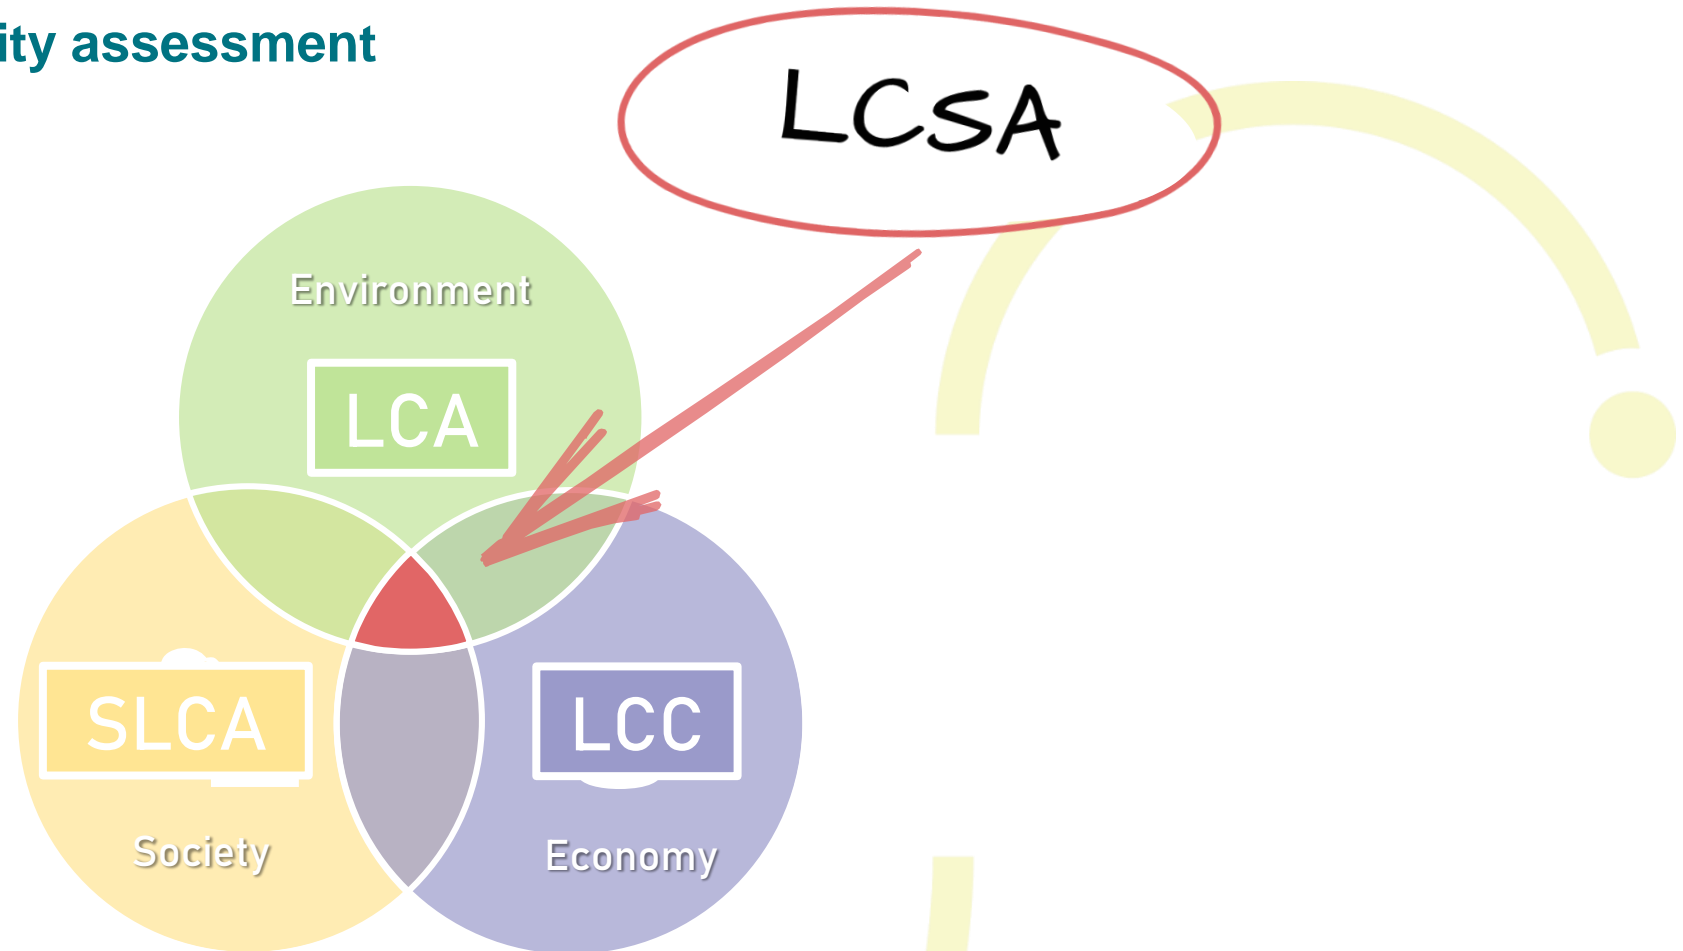 ity assessment
LCSA
Environment
LCA
SLCA
LCC
Society
Economy